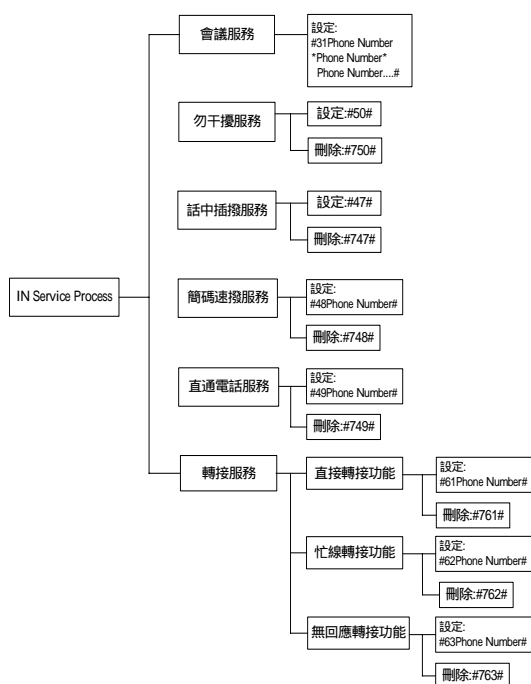 IN Service Process
會議服務
設定:
#31Phone Number
*Phone Number*
Phone Number....#
勿干擾服務
設定:#50#
刪除:#750#
話中插撥服務
設定:#47#
刪除:#747#
簡碼速撥服務
設定:
#48Phone Number#
刪除:#748#
直通電話服務
設定:
#49Phone Number#
刪除:#749#
轉接服務
直接轉接功能
設定:
#61Phone Number#
刪除:#761#
忙線轉接功能
設定:
#62Phone Number#
刪除:#762#
無回應轉接功能
設定:
#63Phone Number#
刪除:#763#